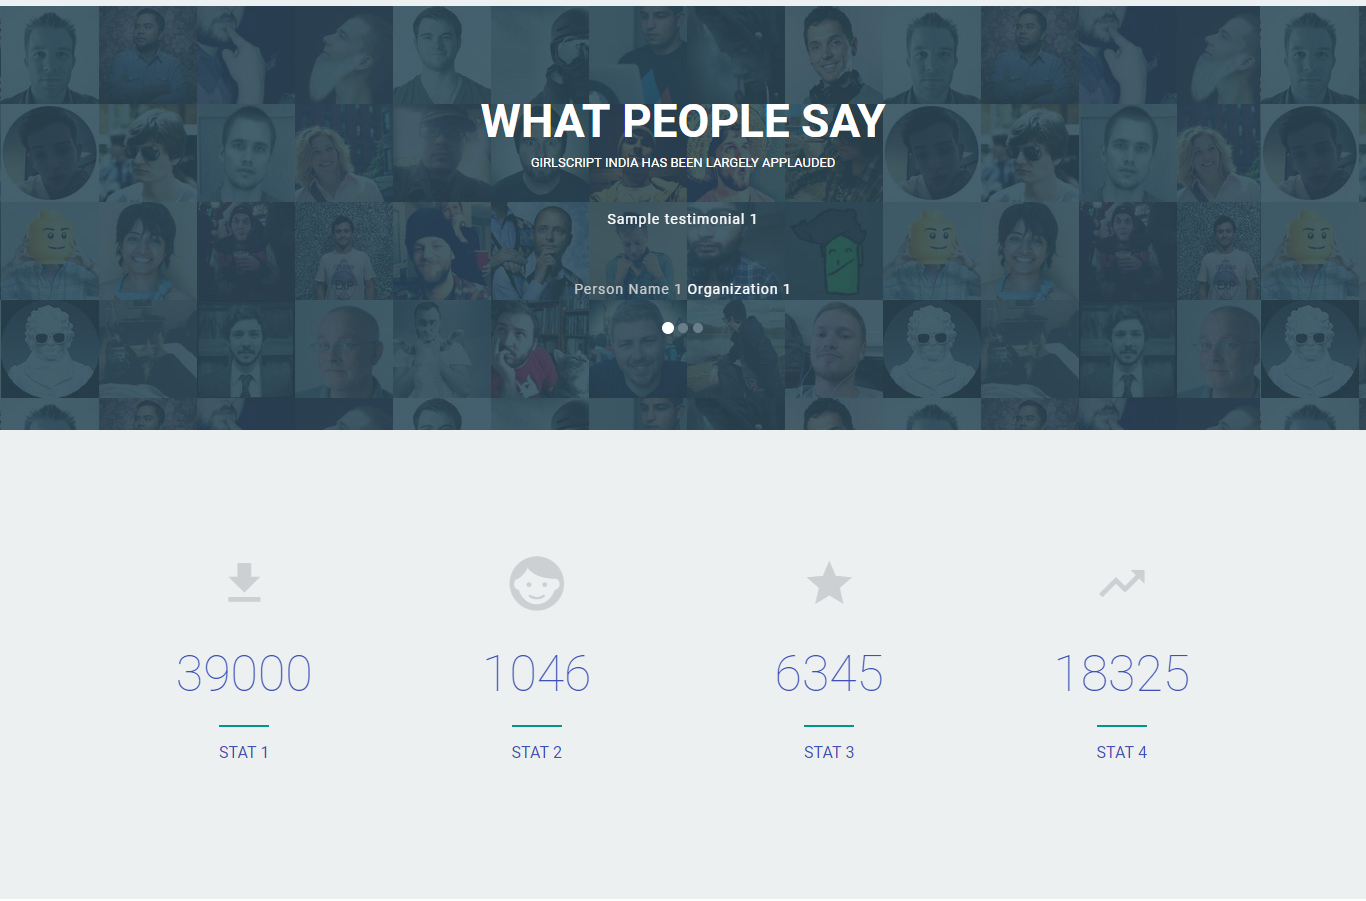 WHAT PEOPLE SAY
GIRLSCRIPT INDIA HAS BEEN LARGELY APPLAUDED
Sample testimonial 1
Person Name 1 Organization 1
39000
1046
6345
18325
STAT 1
STAT 2
STAT 3
STAT 4